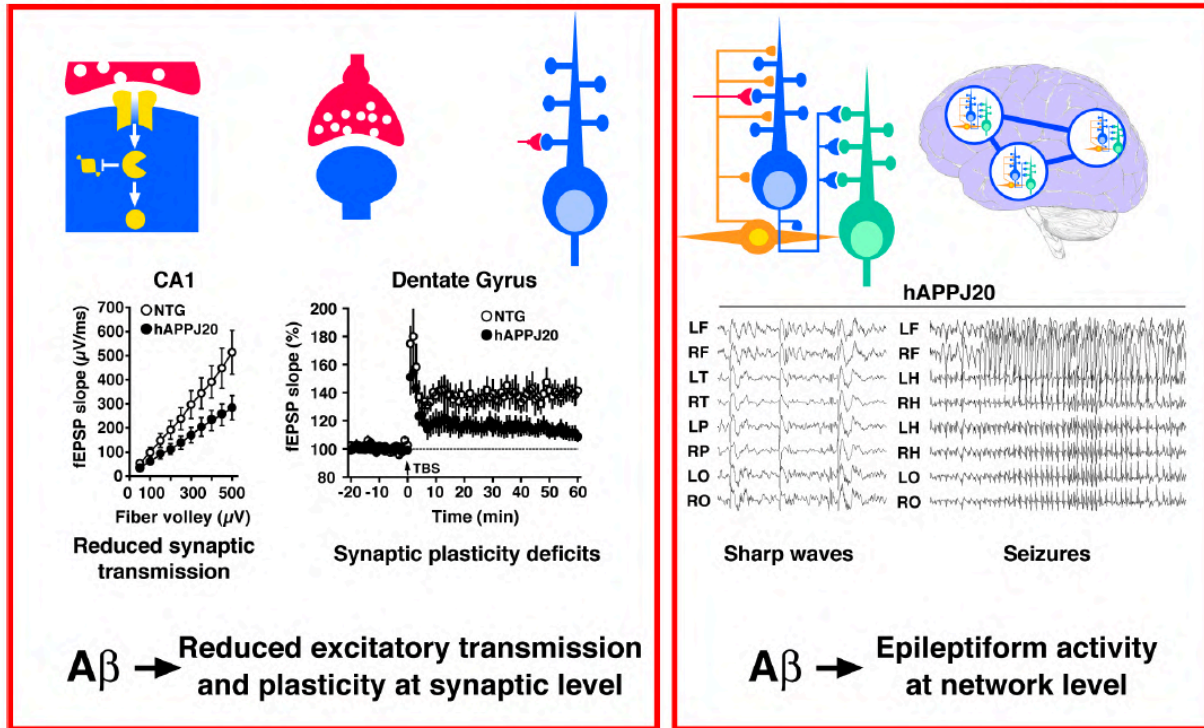 CA1
NTG
hAPPJ20
fEPSP slope (µV/ms)
700
600
500
400
300
200
100
0
100
300
500
Fiber volley (µV)
Reduced synaptic
transmission
Dentate Gyrus
NTG
hAPPJ20
fEPSP slope (%)
200
180
160
140
120
100
80
TBS
-20 -10 0 10 20 30 40 50 60
Time (min)
Synaptic plasticity deficits
Aβ
Reduced excitatory transmission
and plasticity at synaptic level
hAPPJ20
LF
RF
LT
RT
LP
RP
LO
RO
Sharp waves
LF
RF
LH
RH
LH
RH
LO
RO
Seizures
Aβ
Epileptiform activity
at network level